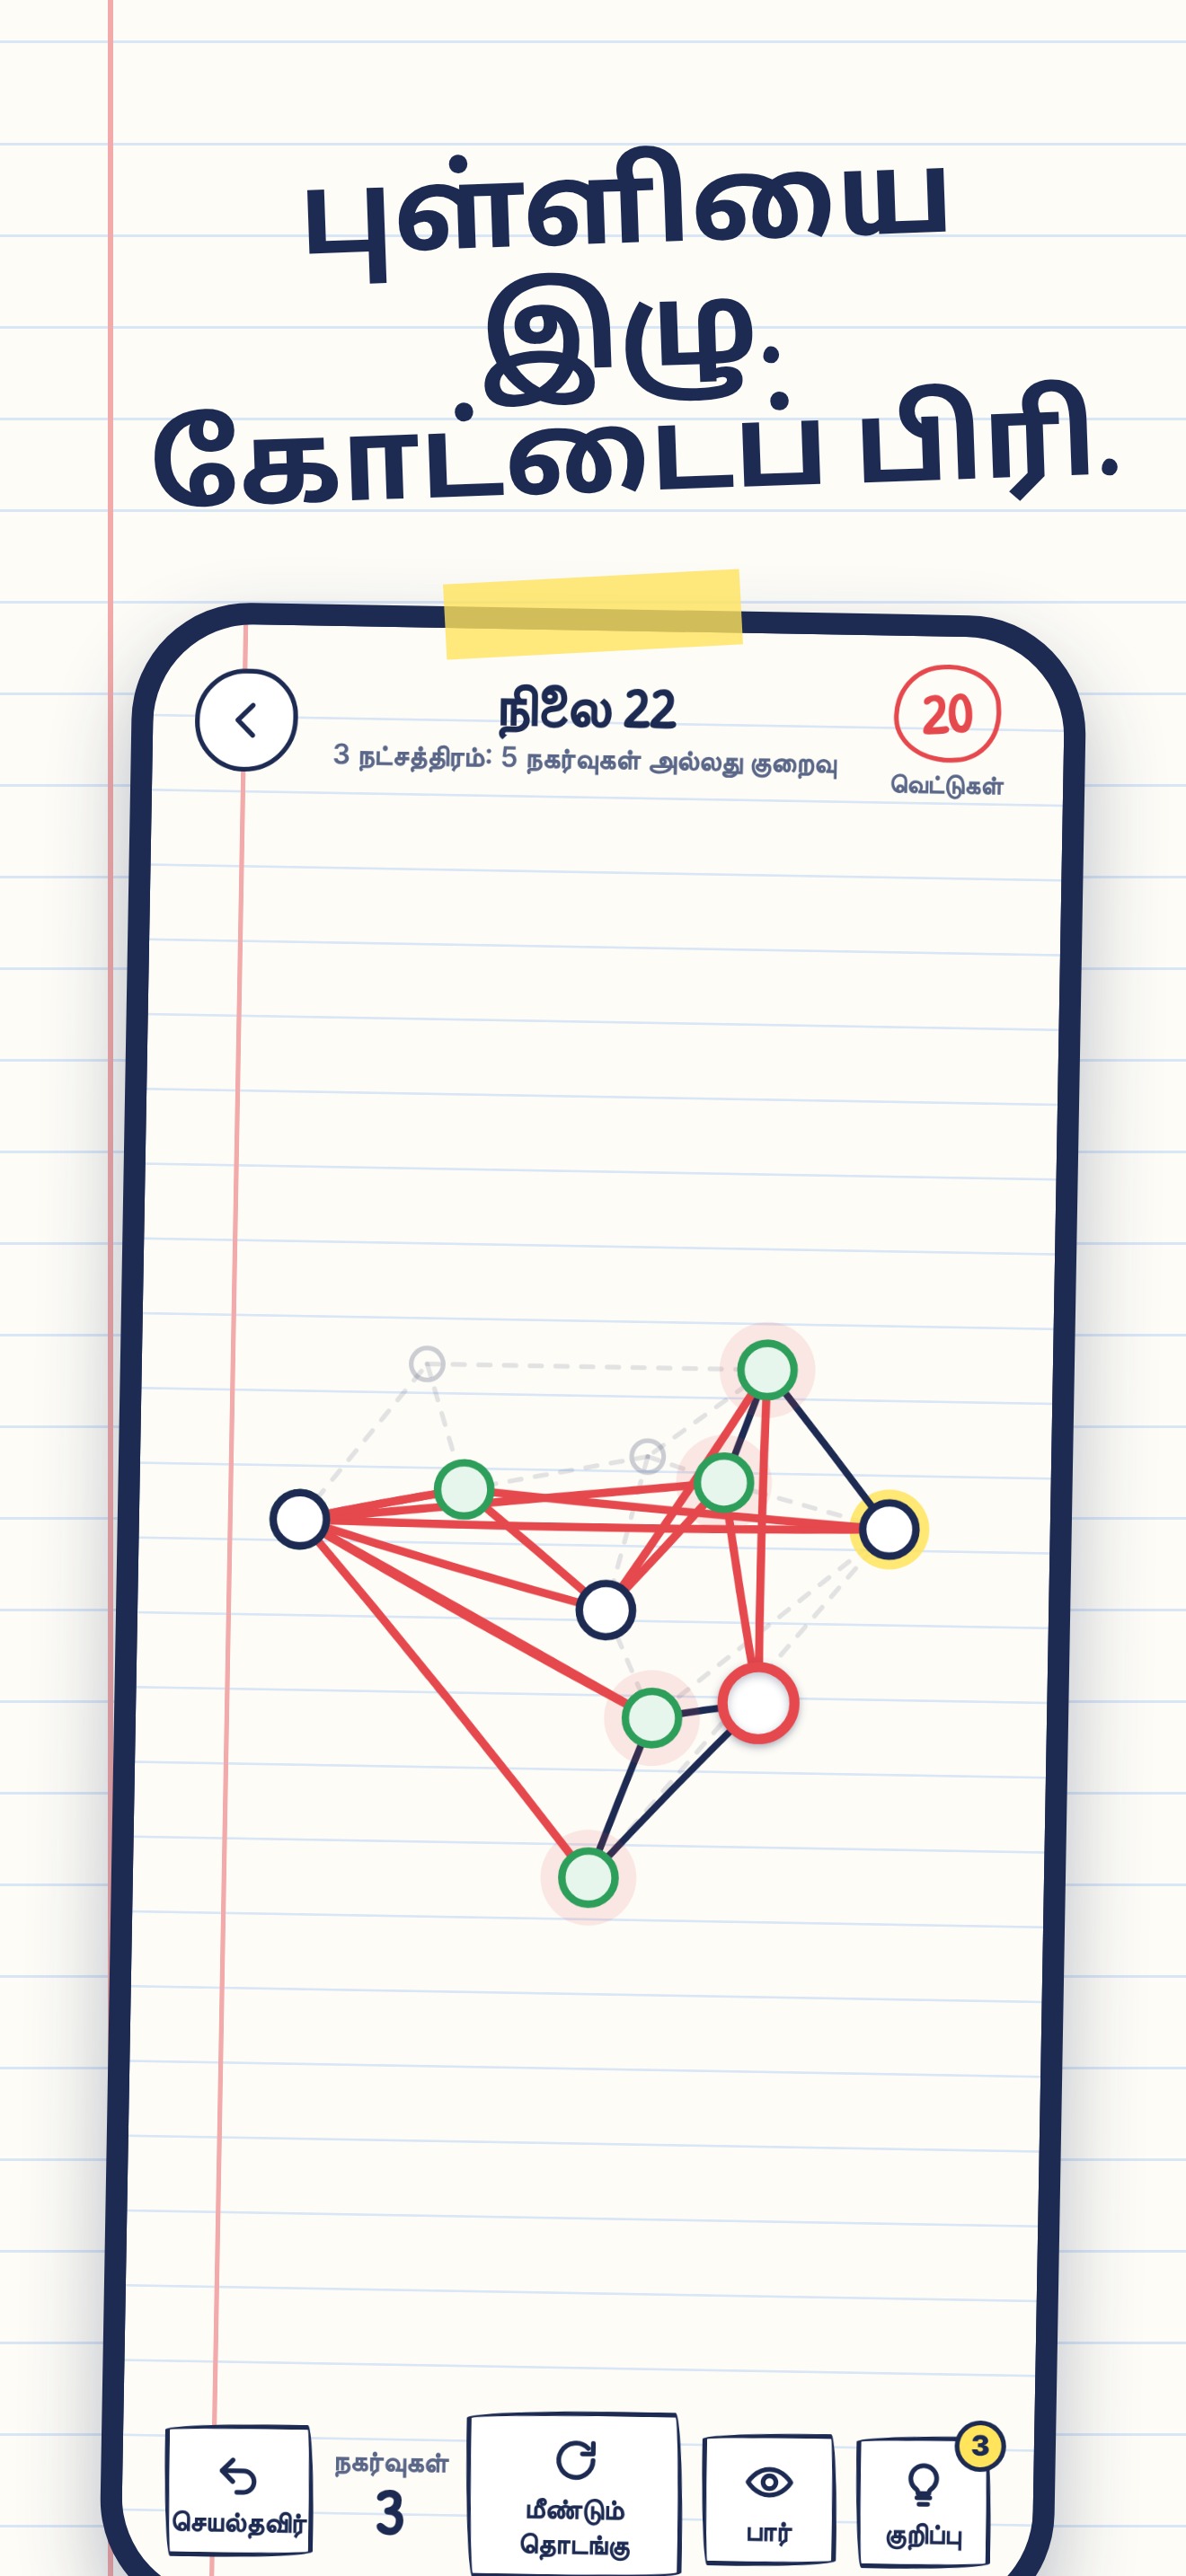 புள்ளியை
இழு.
கோட்டைப் பிரி.
நிலை 22
3 நட்சத்திரம்: 5 நகர்வுகள் அல்லது குறைவு
20
வெட்டுகள்
செயல்தவிர்
நகர்வுகள்
3
மீண்டும்
தொடங்கு
பார்
3
குறிப்பு